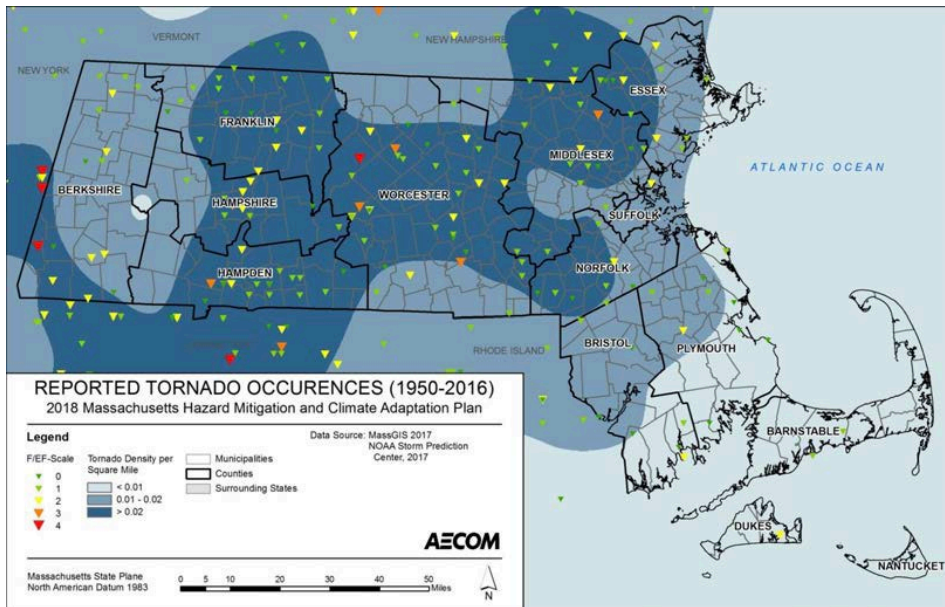 VERMONT
NEW HAMPSHIRE
NEW YORK
ESSEX
FRANKLIN
MIDDLESEX
ATLANTIC OCEAN
BERKSHIRE
WORCESTER
HAMPSHIRE
SUFFOLK
HAMPDEN
NORFOLK
BRISTOL
PLYMOUTH
RHODE ISLAND
BARNSTABLE
DUKES
NANTUCKET
REPORTED TORNADO OCCURENCES (1950-2016)
2018 Massachusetts Hazard Mitigation and Climate Adaptation Plan
Legend
Data Source: MassGIS 2017
NOAA Storm Prediction
Center, 2017
F/EF-Scale
0
1
2
3
4
Tornado Density per
Square Mile
< 0.01
0.01 - 0.02
> 0.02
Municipalities
Counties
Surrounding States
AECOM
Massachusetts State Plane
North American Datum 1983
0 5 10 20 30 40 50
Miles
N